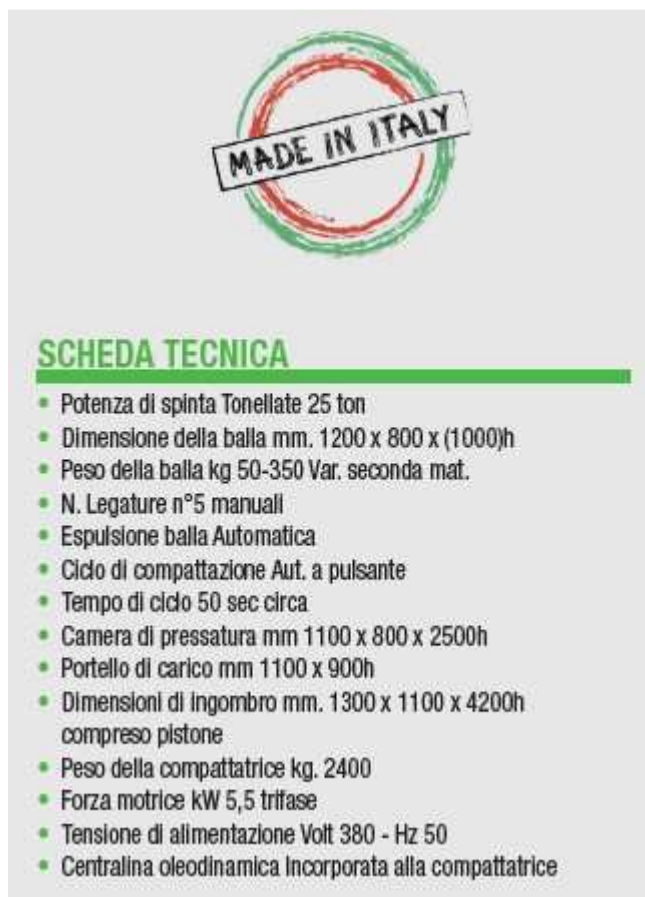 MADE IN ITALY
SCHEDA TECNICA
• Potenza di spinta Tonellate 25 ton
• Dimensione della balla mm. 1200 x 800 x (1000)h
• Peso della balla kg 50-350 Var. seconda mat.
• N. Legature n°5 manuali
• Espulsione balla Automatica
• Ciclo di compattazione Aut. a pulsante
• Tempo di ciclo 50 sec circa
• Camera di pressatura mm 1100 x 800 x 2500h
• Portello di carico mm 1100 x 900h
• Dimensioni di ingombro mm. 1300 x 1100 x 4200h
compreso pistone
• Peso della compattatrice kg. 2400
• Forza motrice kW 5,5 trifase
• Tensione di alimentazione Volt 380 - Hz 50
• Centralina oleodinamica Incorporata alla compattatrice